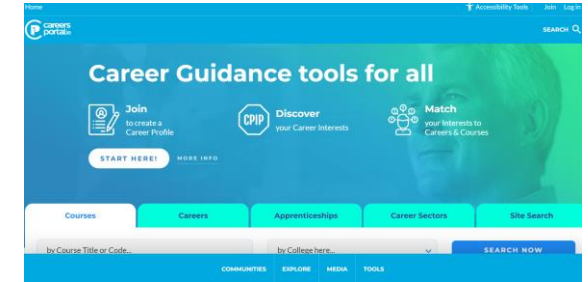 Home
Accessibility Tools Join Log in
careers
portal.ie
SEARCH
Career Guidance tools for all
Join
to create a
Career Profile
CPIP
Discover
your Career Interests
Match
your Interests to
Careers & Courses
START HERE! MORE INFO
Courses Careers Apprenticeships Career Sectors Site Search
by Course Title or Code... by College here... SEARCH NOW
COMMUNITIES EXPLORE MEDIA TOOLS